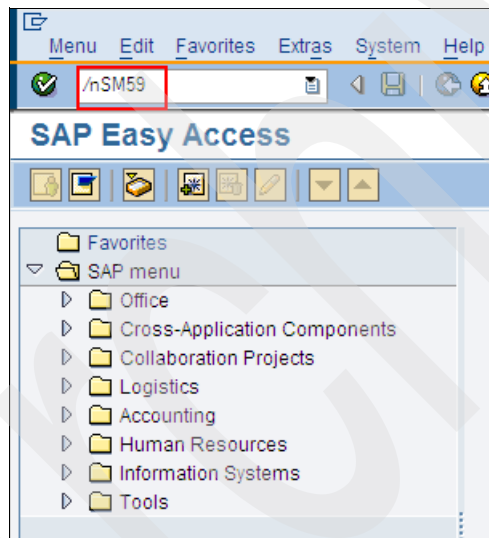 Menu Edit Favorites Extras System Help
/nSM59
SAP Easy Access
Favorites
SAP menu
Office
Cross-Application Components
Collaboration Projects
Logistics
Accounting
Human Resources
Information Systems
Tools